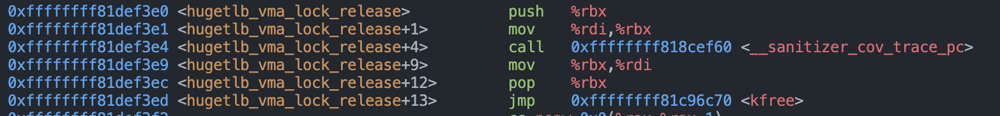 0xffffffff81def3e0 <hugetlb_vma_lock_release> push %rbx
0xffffffff81def3e1 <hugetlb_vma_lock_release+1> mov %rdi,%rbx
0xffffffff81def3e4 <hugetlb_vma_lock_release+4> call 0xffffffff818cef60 <__sanitizer_cov_trace_pc>
0xffffffff81def3e9 <hugetlb_vma_lock_release+9> mov %rbx,%rdi
0xffffffff81def3ec <hugetlb_vma_lock_release+12> pop %rbx
0xffffffff81def3ed <hugetlb_vma_lock_release+13> jmp 0xffffffff81c96c70 <kfree>